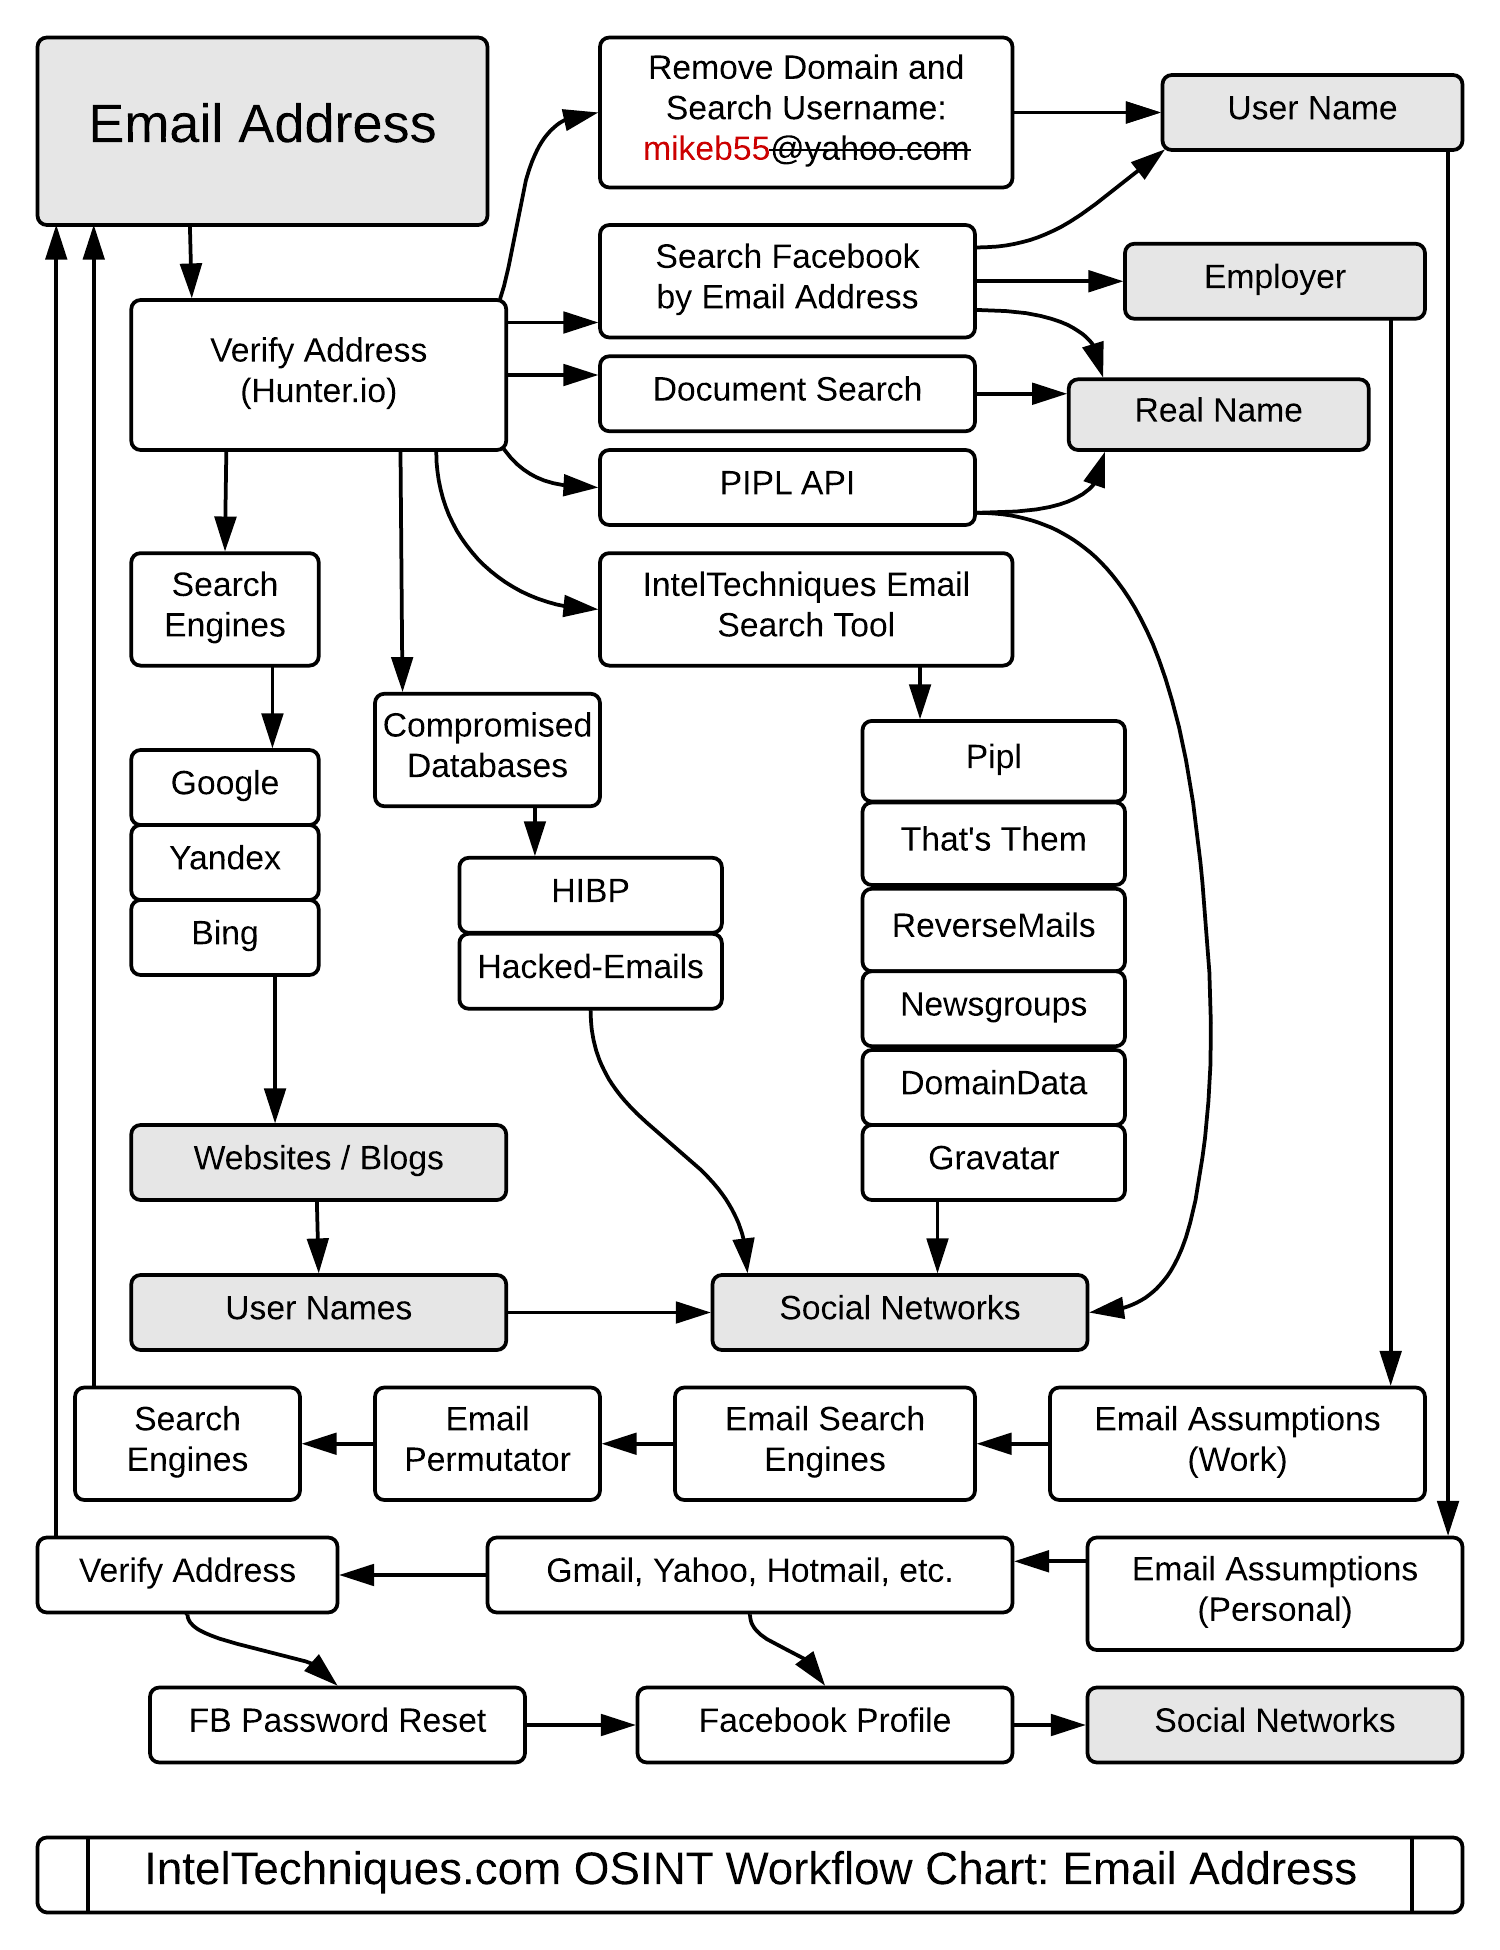 Email Address
Remove Domain and
Search Username:
mikeb55@yahoo.com
User Name
Search Facebook
by Email Address
Employer
Verify Address
(Hunter.io)
Document Search
Real Name
PIPL API
Search
Engines
IntelTechniques Email
Search Tool
Compromised
Databases
Google
Yandex
Bing
HIBP
Hacked-Emails
Pipl
That's Them
ReverseMails
Newsgroups
DomainData
Gravatar
Websites / Blogs
User Names
Social Networks
Search
Engines
Email
Permutator
Email Search
Engines
Email Assumptions
(Work)
Verify Address
Gmail, Yahoo, Hotmail, etc.
Email Assumptions
(Personal)
FB Password Reset
Facebook Profile
Social Networks
IntelTechniques.com OSINT Workflow Chart: Email Address